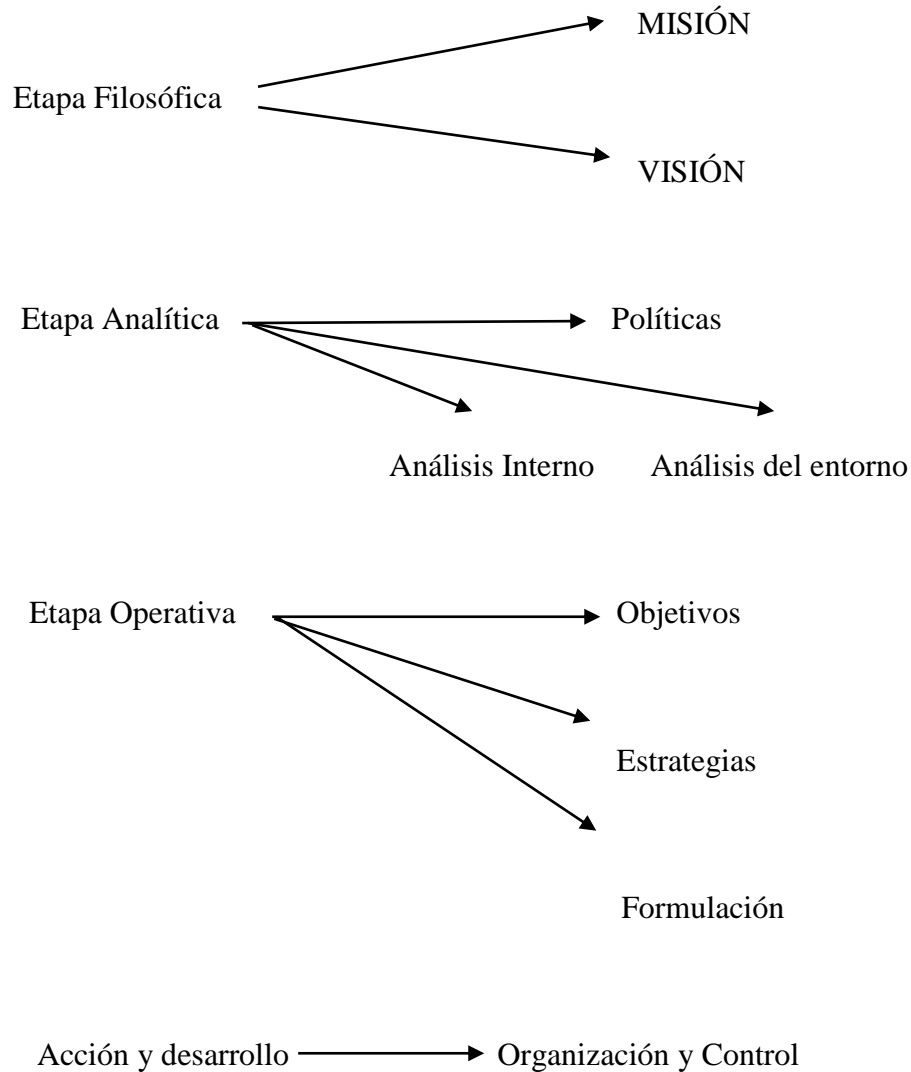 MISIÓN
Etapa Filosófica
VISIÓN
Etapa Analítica
Políticas
Análisis Interno
Análisis del entorno
Etapa Operativa
Objetivos
Estrategias
Formulación
Acción y desarrollo
Organización y Control